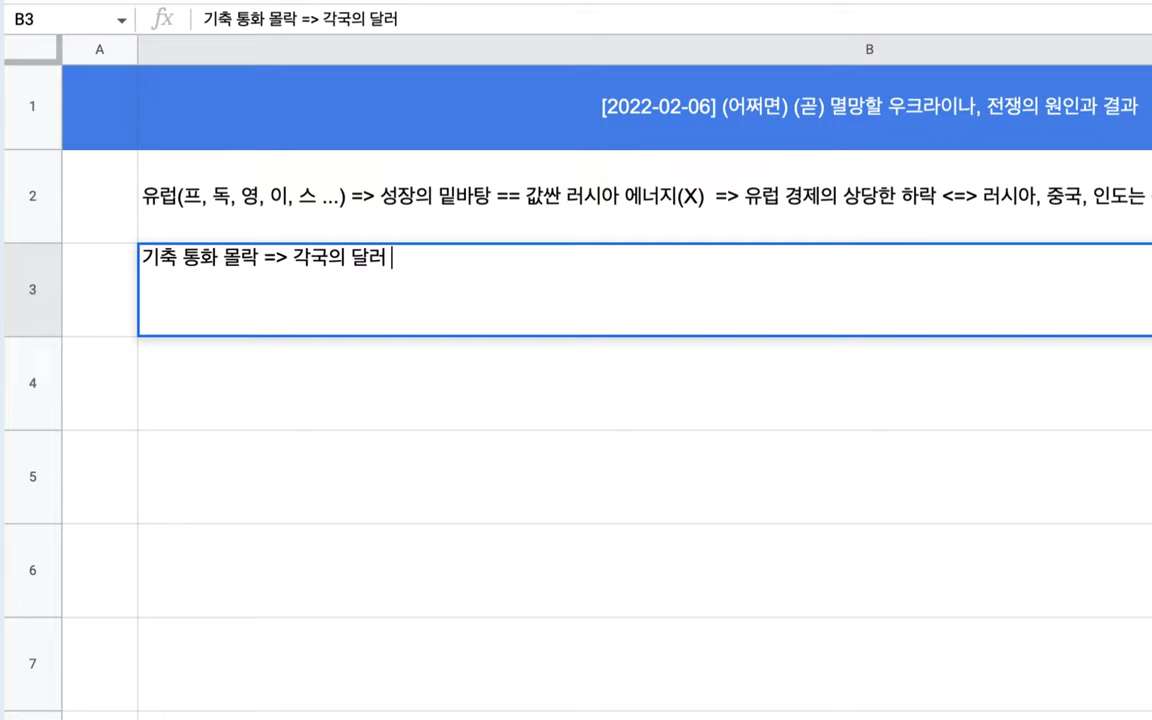 B3
fx
기축 통화 몰락 => 각국의 달러
A
B
1
[2022-02-06] (어쩌면) (곧) 멸망할 우크라이나, 전쟁의 원인과 결과
2
유럽(프, 독, 영, 이, 스 ...) => 성장의 밑바탕 == 값싼 러시아 에너지(X) => 유럽 경제의 상당한 하락 <=> 러시아, 중국, 인도는
3
기축 통화 몰락 => 각국의 달러
4
5
6
7